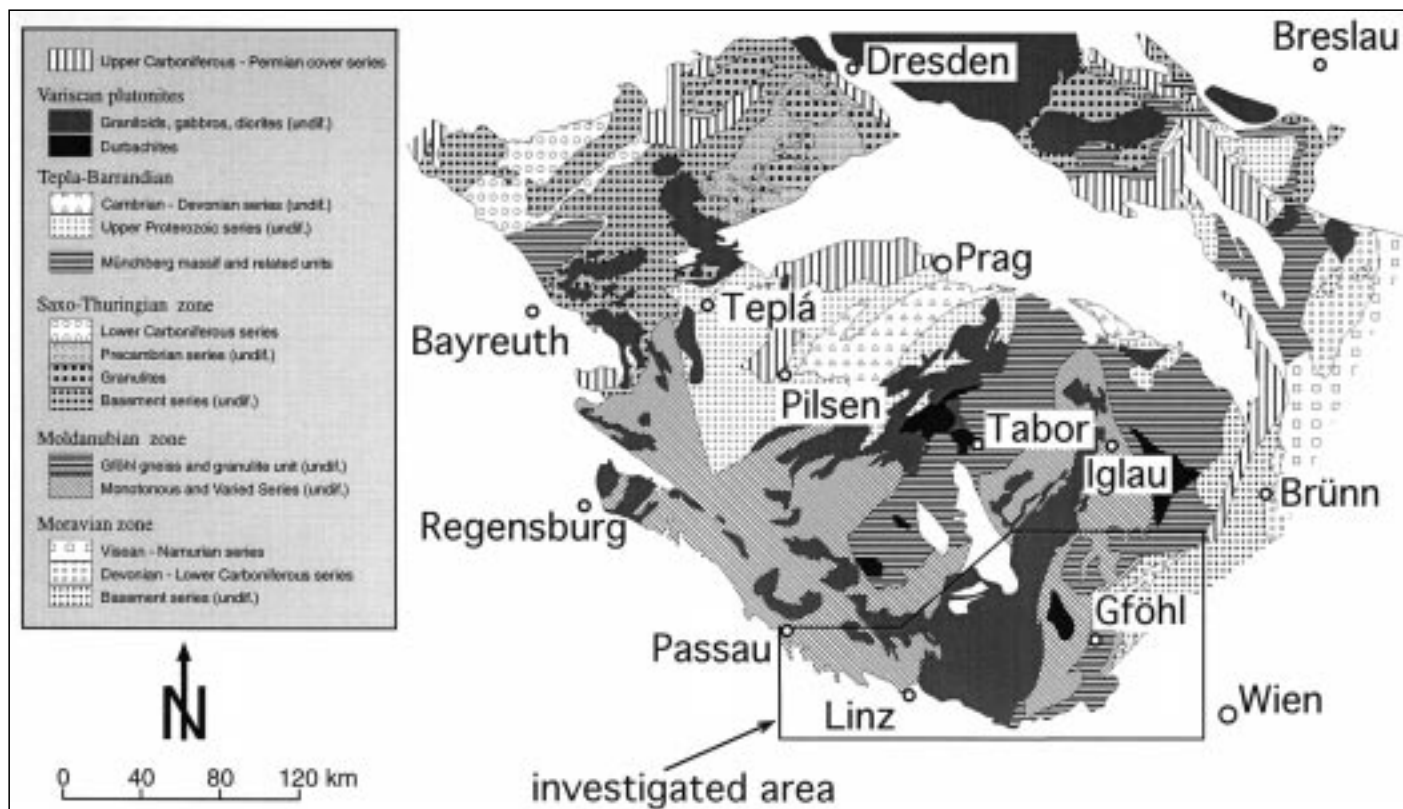 Upper Carboniferous - Permian cover series
Variscan plutonites
Granitoids, gabbros, diorites (undif.)
Durbachites
Tepla-Barrandian
Cambrian - Devonian series (undif.)
Upper Proterozoic series (undif.)
Münchberg massif and related units
Saxo-Thuringian zone
Lower Carboniferous series
Precambrian series (undif.)
Granulites
Basement series (undif.)
Moldanubian zone
Gföhl gneiss and granulite unit (undif.)
Monotonous and Varied Series (undif.)
Moravian zone
Visean - Namurian series
Devonian - Lower Carboniferous series
Basement series (undif.)
N
0 40 80 120 km
Breslau
Dresden
Prag
Teplá
Bayreuth
Pilsen
Tabor
Iglau
Brünn
Regensburg
Gföhl
Passau
Linz
Wien
investigated area